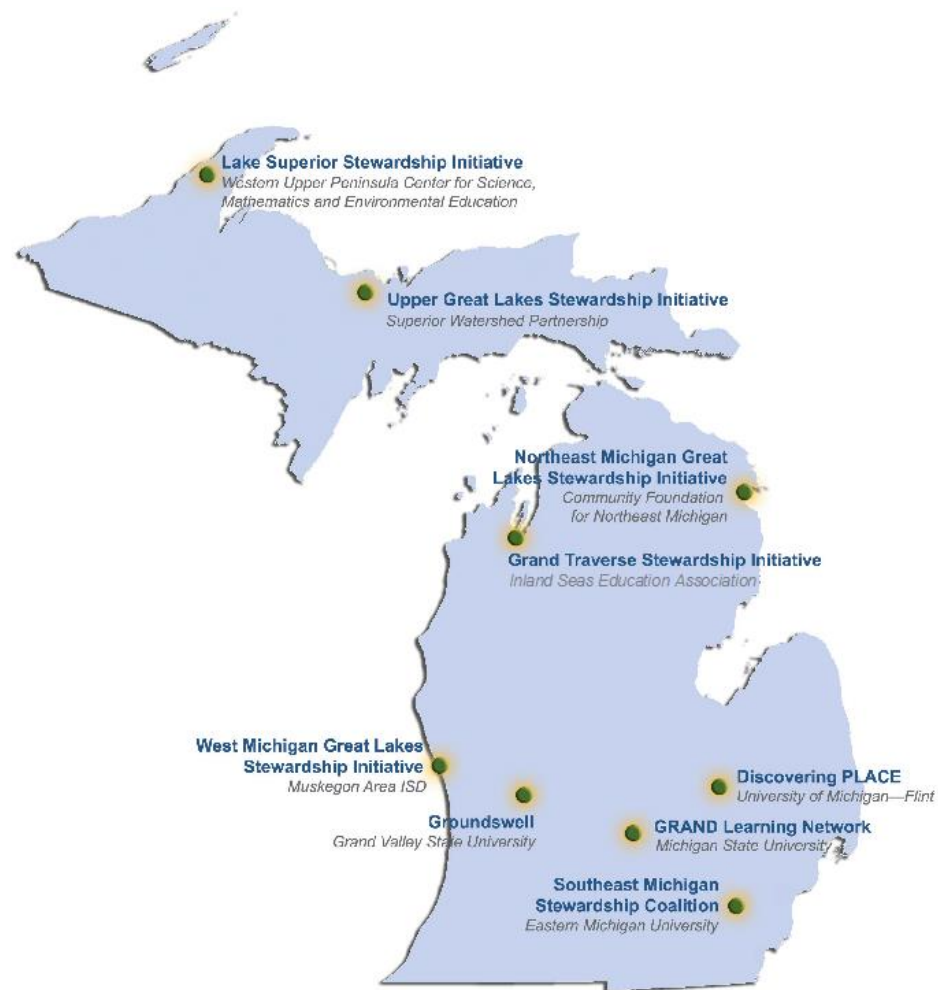 Lake Superior Stewardship Initiative
Western Upper Peninsula Center for Science,
Mathematics and Environmental Education
Upper Great Lakes Stewardship Initiative
Superior Watershed Partnership
Northeast Michigan Great
Lakes Stewardship Initiative
Community Foundation
for Northeast Michigan
Grand Traverse Stewardship Initiative
Inland Seas Education Association
West Michigan Great Lakes
Stewardship Initiative
Muskegon Area ISD
Discovering PLACE
University of Michigan—Flint
Groundswell
Grand Valley State University
GRAND Learning Network
Michigan State University
Southeast Michigan
Stewardship Coalition
Eastern Michigan University